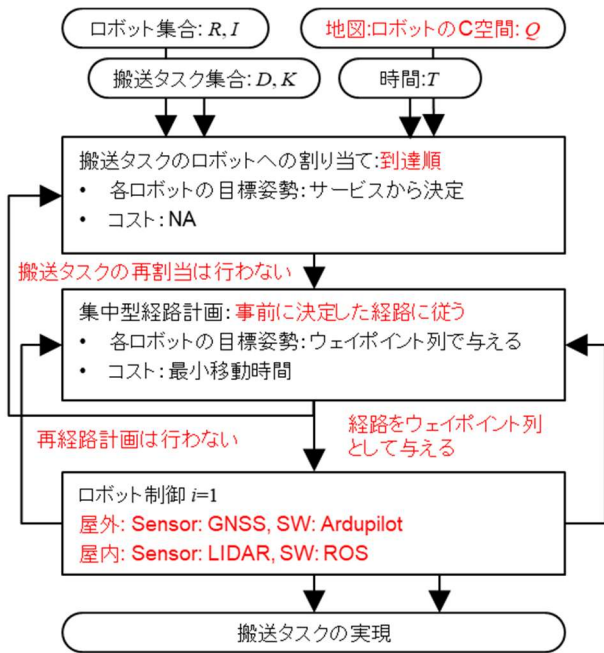 ロボット集合: R, I
地図:ロボットのC空間: Q
搬送タスク集合: D, K
時間:T
搬送タスクのロボットへの割り当て:到達順
• 各ロボットの目標姿勢:サービスから決定
• コスト:NA
搬送タスクの再割当は行わない
集中型経路計画:事前に決定した経路に従う
• 各ロボットの目標姿勢:ウェイポイント列で与える
• コスト:最小移動時間
再経路計画は行わない
経路をウェイポイント列
として与える
ロボット制御 i=1
屋外: Sensor: GNSS, SW: Ardupilot
屋内: Sensor: LIDAR, SW: ROS
搬送タスクの実現